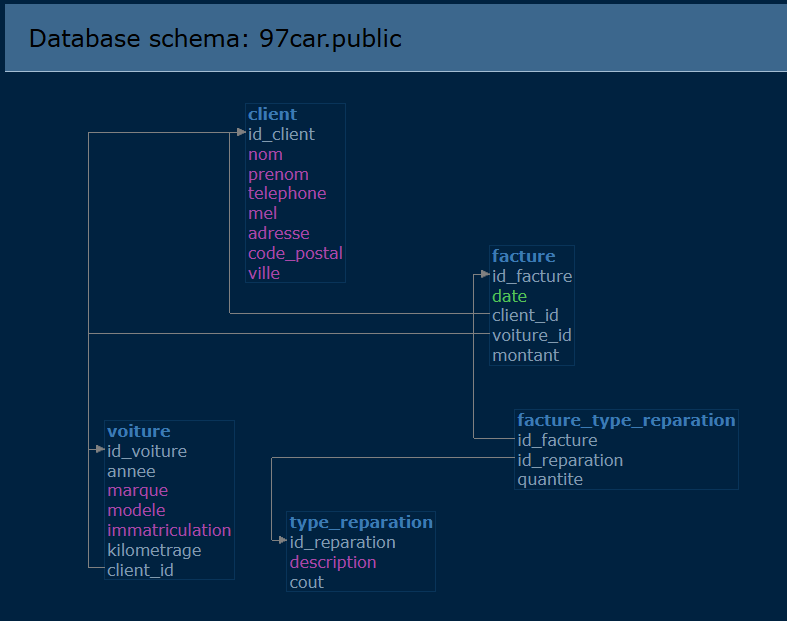 Database schema: 97car.public
client
id_client
nom
prenom
telephone
mel
adresse
code_postal
ville
facture
id_facture
date
client_id
voiture_id
montant
facture_type_reparation
id_facture
id_reparation
quantite
voiture
id_voiture
annee
marque
modele
immatriculation
kilometrage
client_id
type_reparation
id_reparation
description
cout